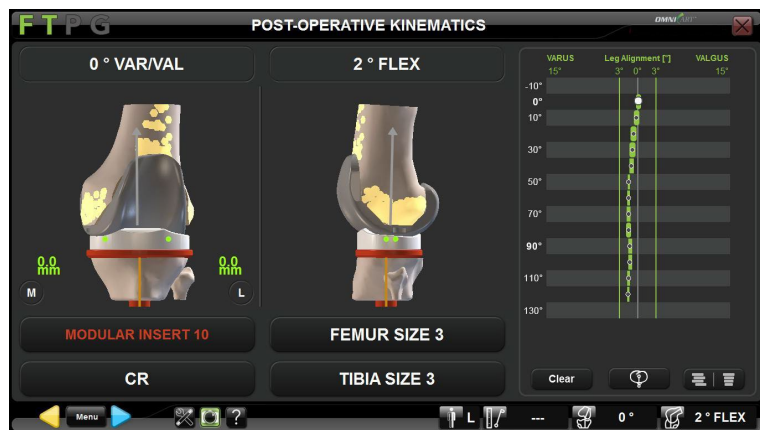 FTPG
POST-OPERATIVE KINEMATICS
OMNI
0 ° VAR/VAL
2 ° FLEX
VARUS Leg Alignment [°] VALGUS
15° 3° 0° 3° 15°
-10°
0°
10°
30°
50°
70°
90°
110°
130°
0.0 mm
0.0 mm
M
L
MODULAR INSERT 10
FEMUR SIZE 3
CR
TIBIA SIZE 3
Clear
Menu
?
L
---
0 °
2 ° FLEX